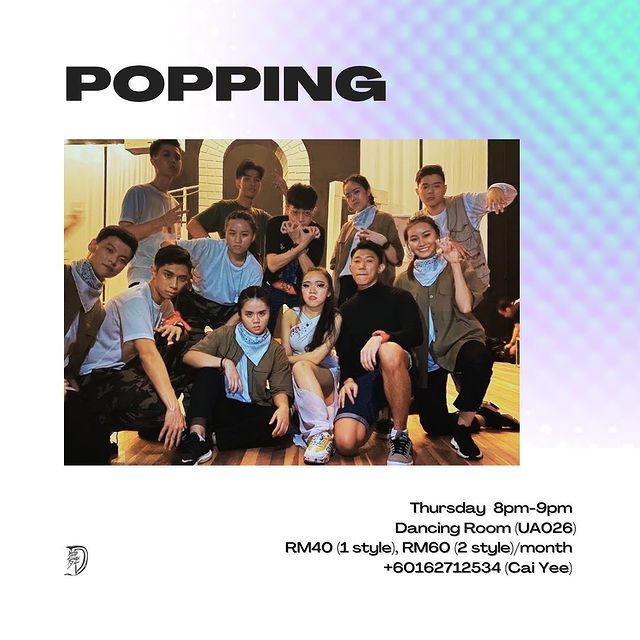 POPPING
Thursday 8pm-9pm
Dancing Room (UA026)
RM40 (1 style), RM60 (2 style)/month
+60162712534 (Cai Yee)